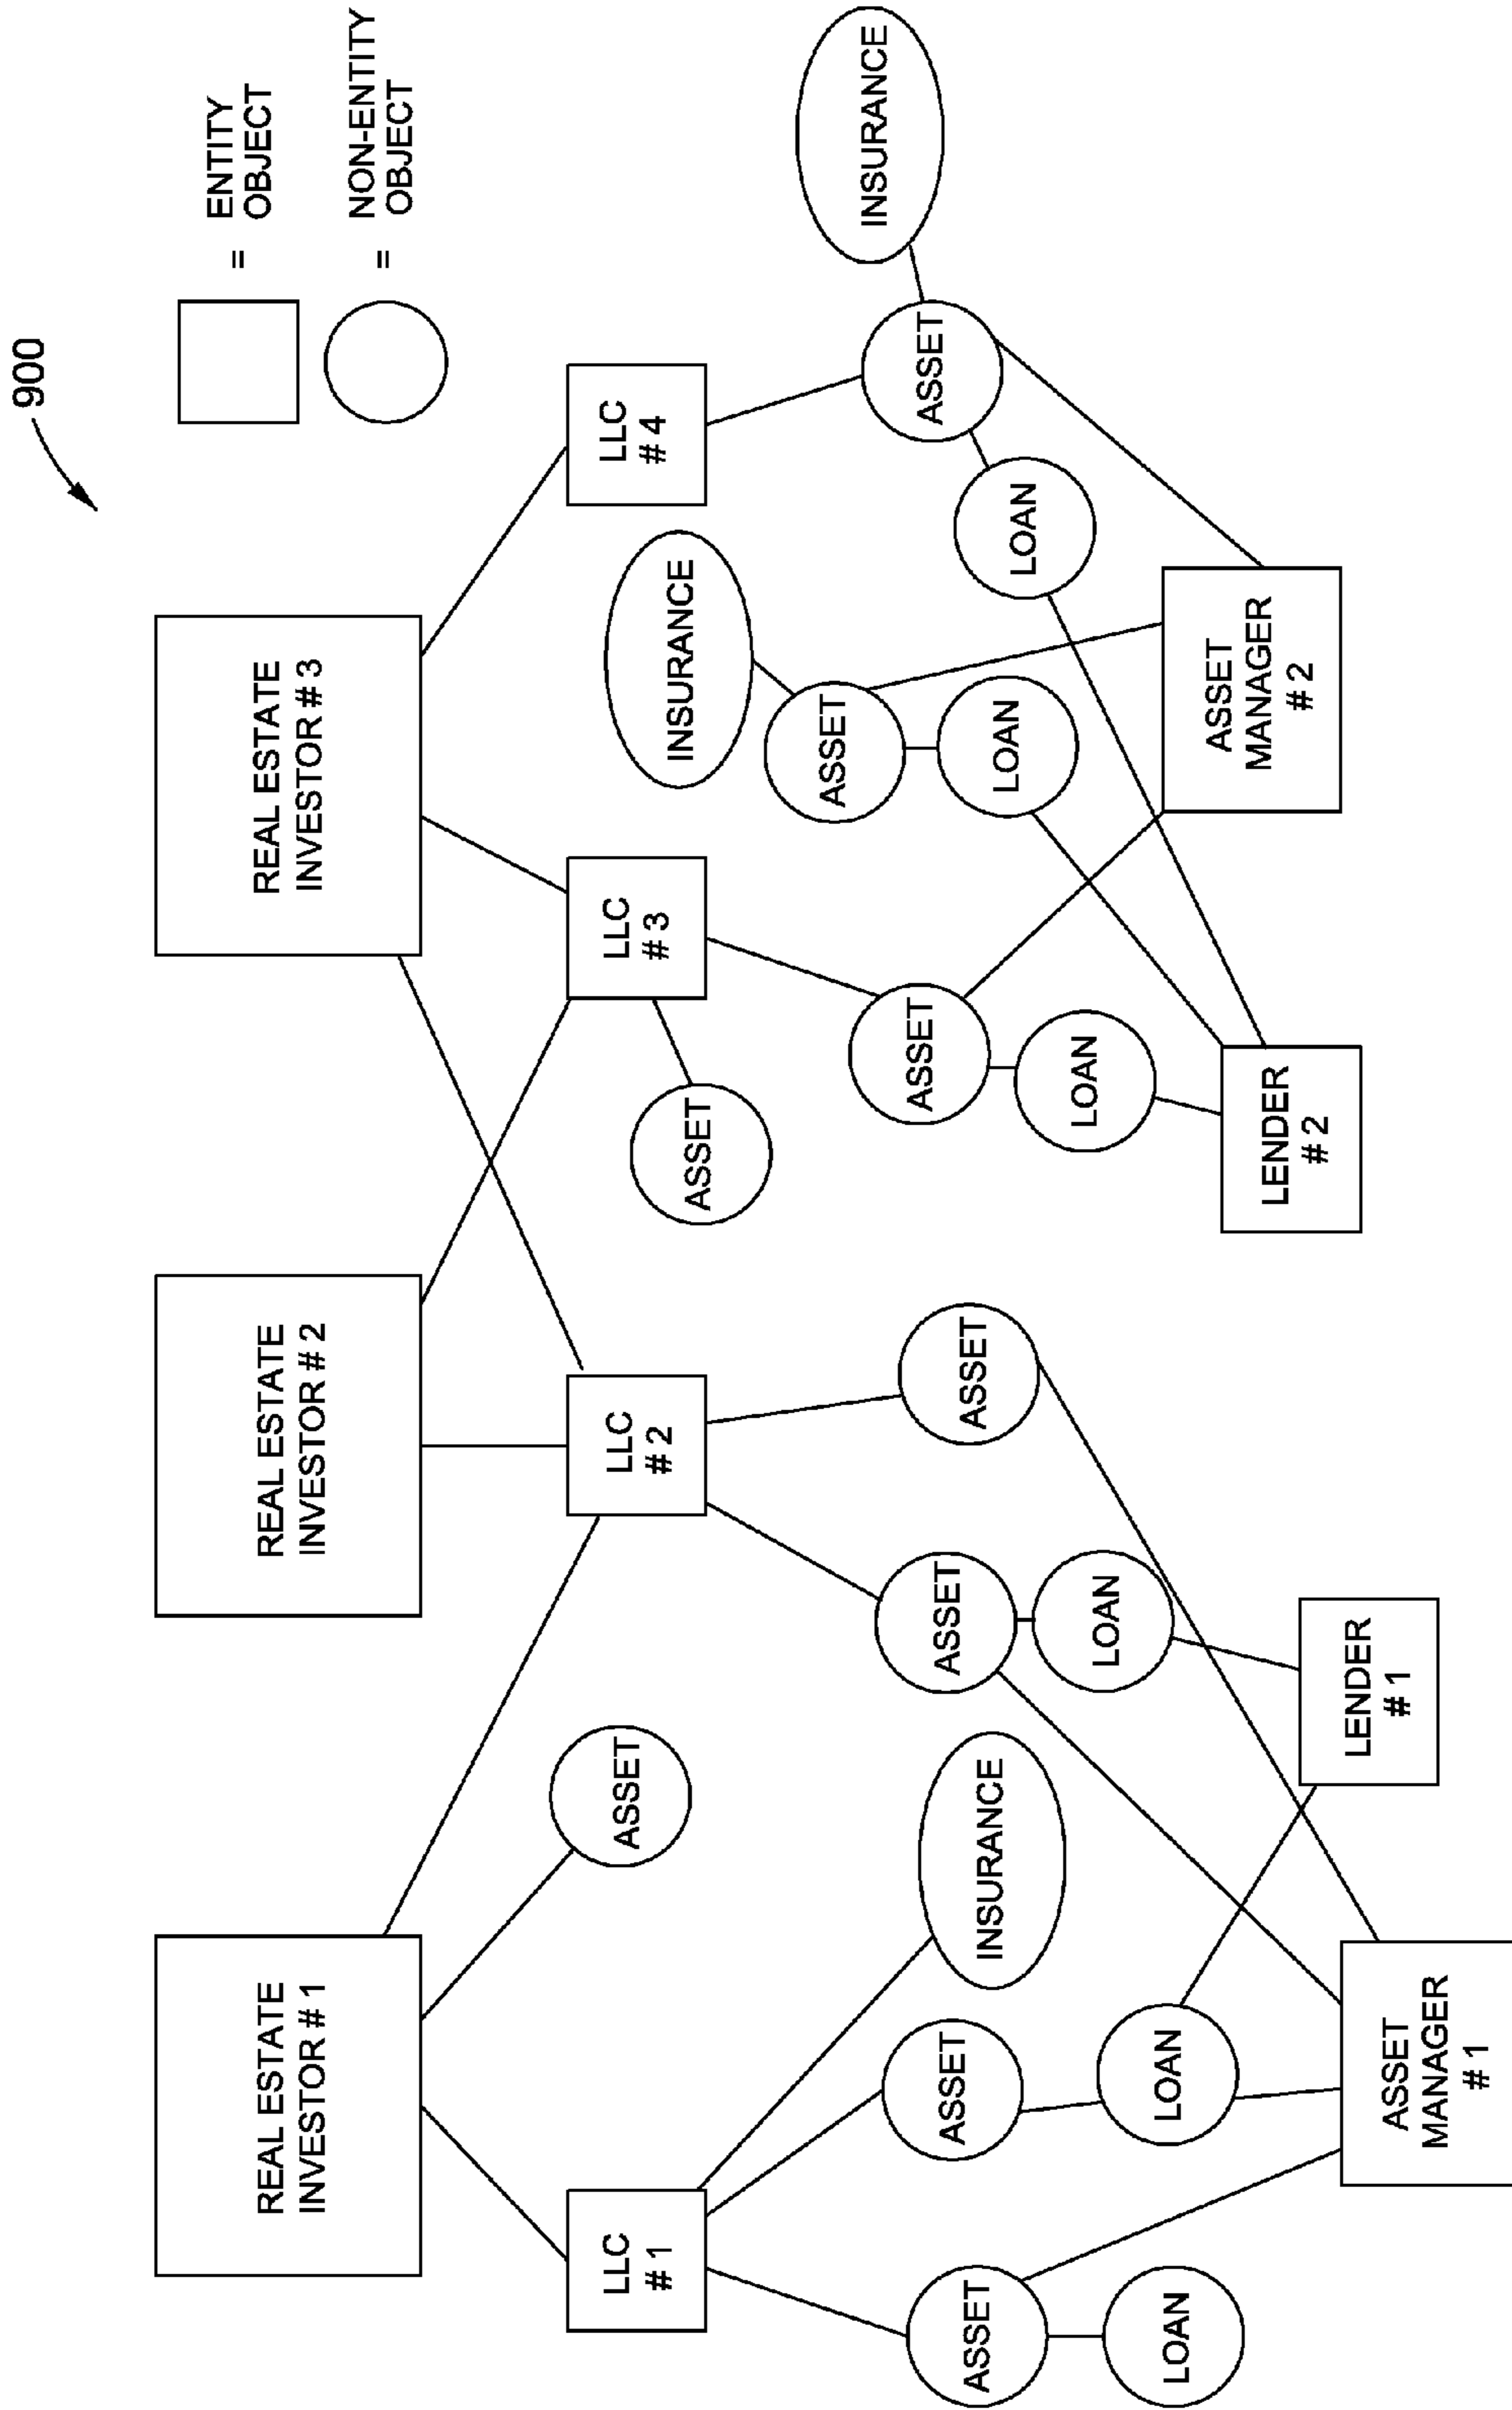 900
= ENTITY
OBJECT
= NON-ENTITY
OBJECT
REAL ESTATE
INVESTOR # 1
REAL ESTATE
INVESTOR # 2
REAL ESTATE
INVESTOR # 3
LLC
# 1
ASSET
LLC
# 2
LLC
# 3
LLC
# 4
ASSET
INSURANCE
ASSET
ASSET
INSURANCE
ASSET
ASSET
ASSET
ASSET
ASSET
INSURANCE
LOAN
LOAN
LOAN
LOAN
LOAN
LOAN
ASSET
MANAGER
# 1
LENDER
# 1
LENDER
# 2
ASSET
MANAGER
# 2